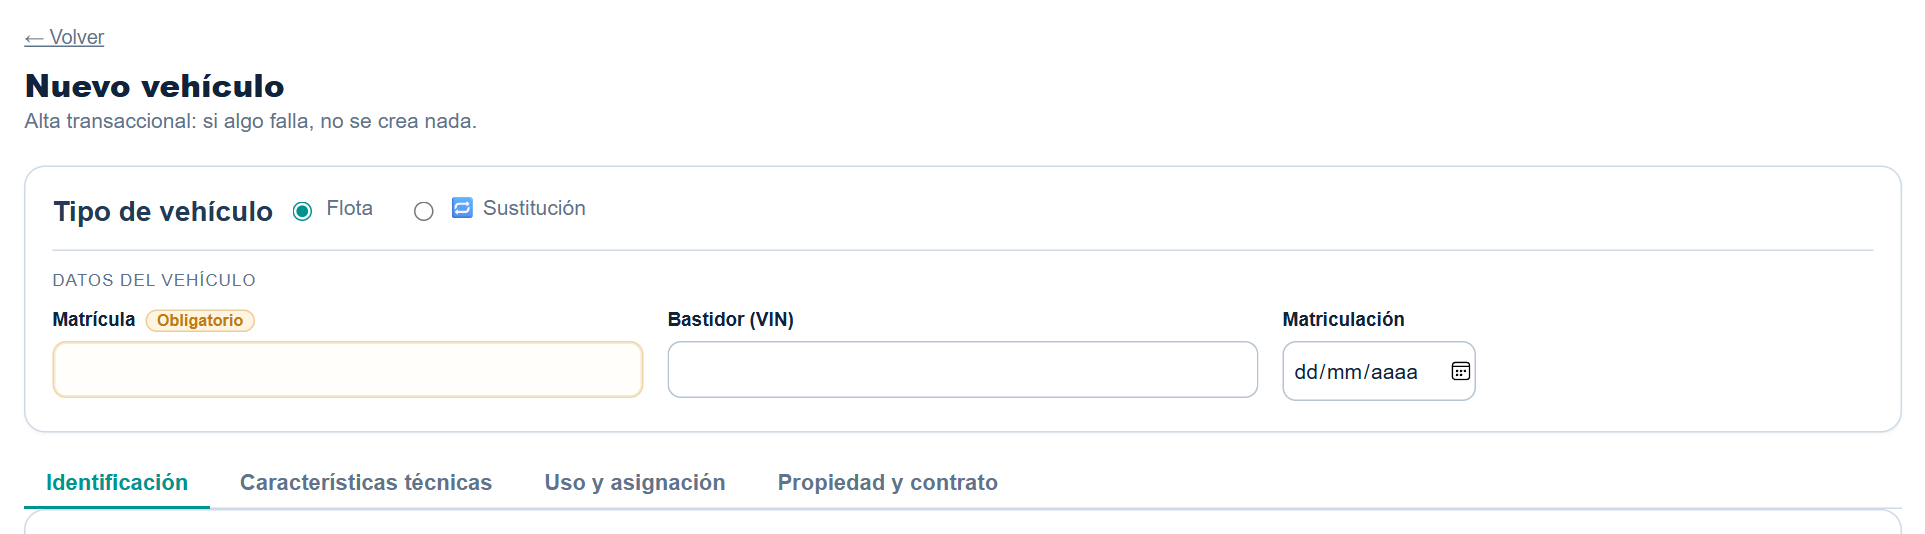 ← Volver
Nuevo vehículo
Alta transaccional: si algo falla, no se crea nada.
Tipo de vehículo Flota Sustitución
DATOS DEL VEHÍCULO
Matrícula Obligatorio Bastidor (VIN) Matriculación
dd/mm/aaaa
Identificación Características técnicas Uso y asignación Propiedad y contrato